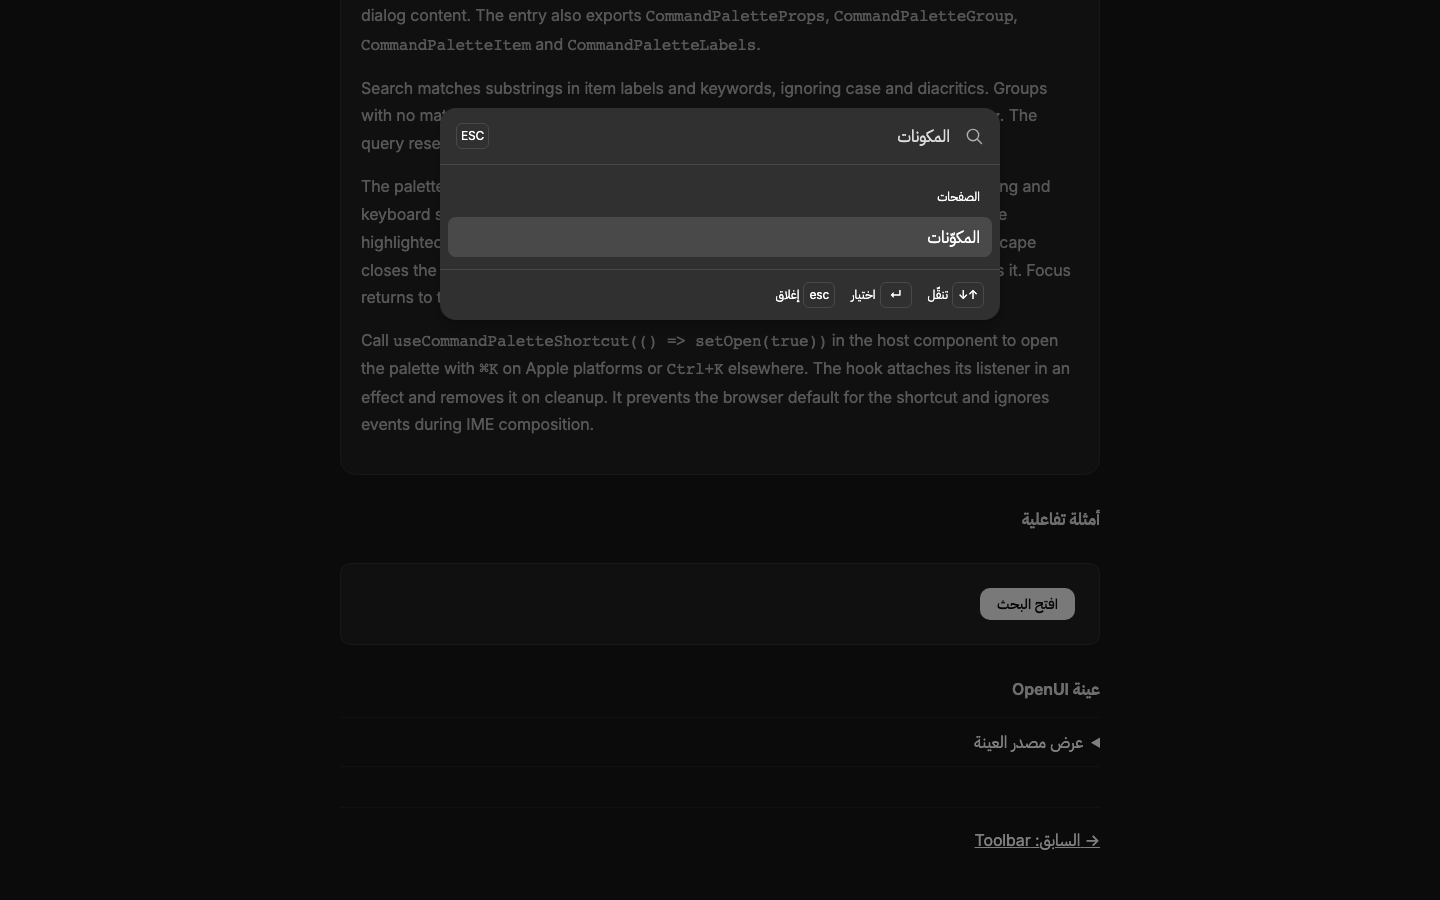 dialog content. The entry also exports CommandPaletteProps, CommandPaletteGroup,
CommandPaletteItem and CommandPaletteLabels.
Search matches substrings in item labels and keywords, ignoring case and diacritics. Groups
with no . The
query rese
The palette ng and
keyboard s e
highlighted cape
closes the s it. Focus
returns to t
المكونات
ESC
الصفحات
المكوّنات
↑↓ تنقّل ↵ اختيار esc إغلاق
Call useCommandPaletteShortcut(() => setOpen(true)) in the host component to open
the palette with ⌘K on Apple platforms or Ctrl+K elsewhere. The hook attaches its listener in an
effect and removes it on cleanup. It prevents the browser default for the shortcut and ignores
events during IME composition.
أمثلة تفاعلية
افتح البحث
عينة OpenUI
عرض مصدر العينة
→ السابق: Toolbar